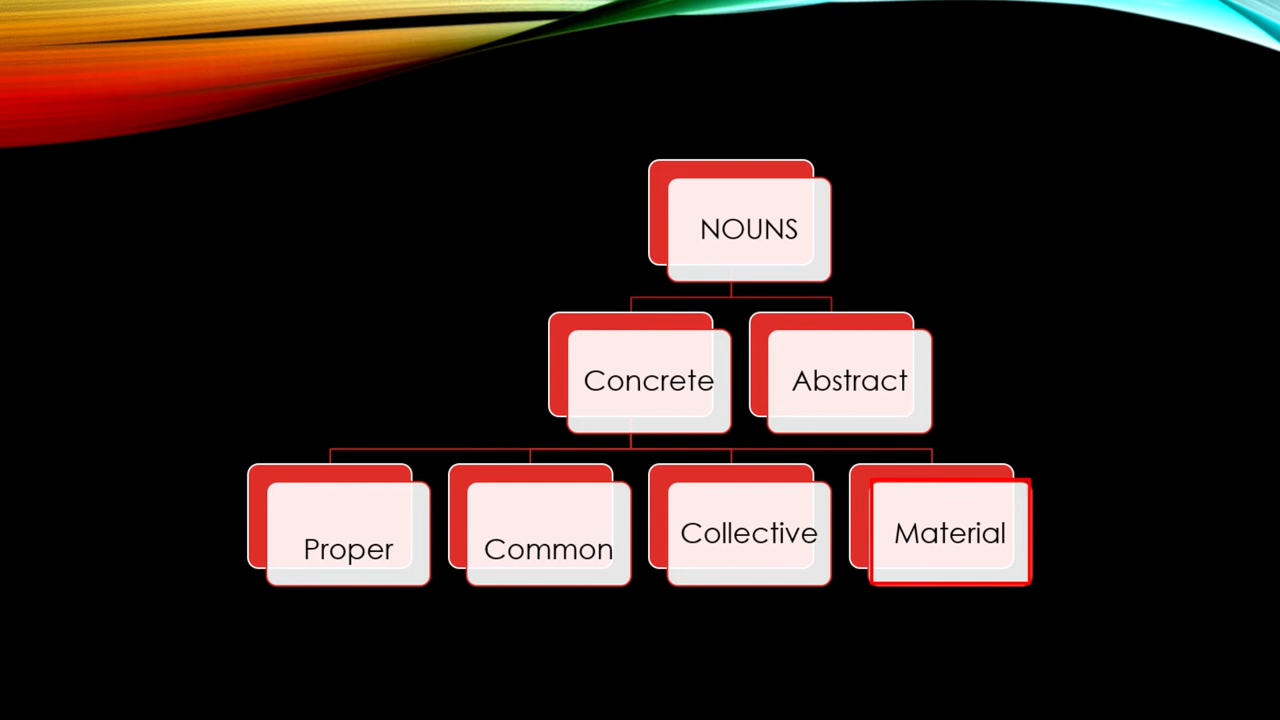 NOUNS
Concrete
Abstract
Proper
Common
Collective
Material